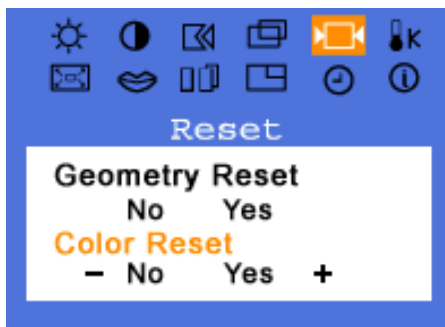 K
Reset
Geometry Reset
No Yes
Color Reset
- No Yes +